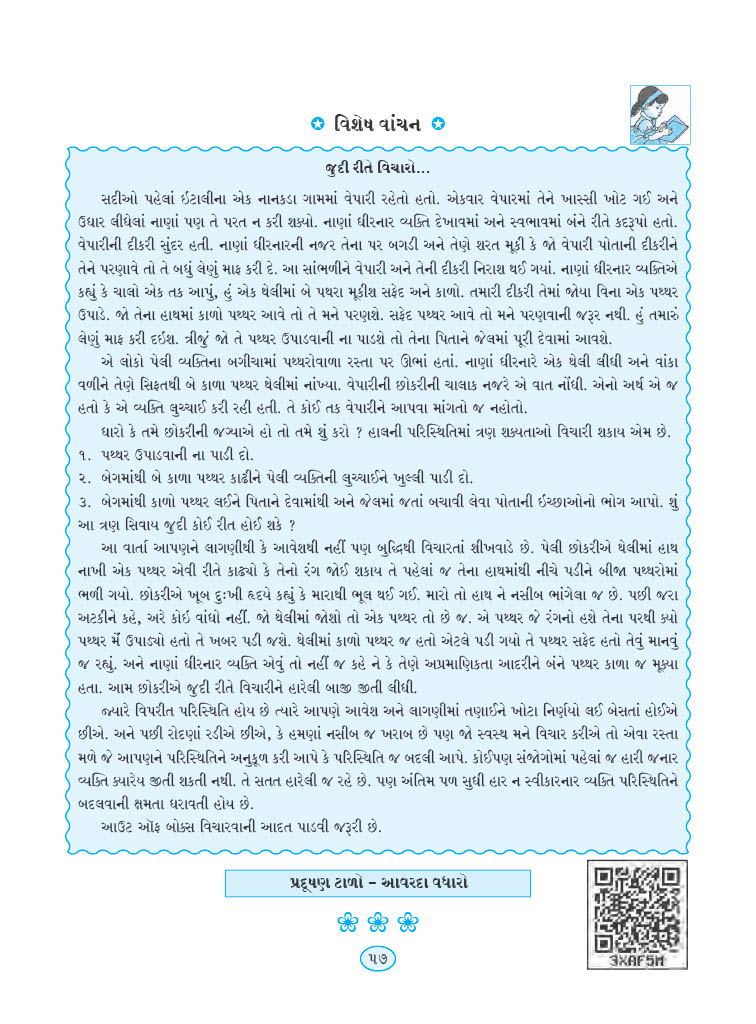 વિશેષ વાંચન
જુદી રીતે વિચારો...
સદીઓ પહેલાં ઇટાલીના એક નાનકડા ગામમાં વેપારી રહેતો હતો. એકવાર વેપારમાં તેને ખાસ્સી ખોટ ગઈ અને
ઉધાર લીધેલાં નાણાં પણ તે પરત ન કરી શક્યો. નાણાં ધીરનાર વ્યક્તિ દેખાવમાં અને સ્વભાવમાં બંને રીતે કદરૂપો હતો.
વેપારીની દીકરી સુંદર હતી. નાણાં ધીરનારની નજર તેના પર બગડી અને તેણે શરત મૂકી કે જો વેપારી પોતાની દીકરીને
તેને પરણાવે તો તે બધું લેણું માફ કરી દે. આ સાંભળીને વેપારી અને તેની દીકરી નિરાશ થઈ ગયાં. નાણાં ધીરનાર વ્યક્તિએ
કહ્યું કે ચાલો એક તક આપું, હું એક થેલીમાં બે પથરા મૂકીશ સફેદ અને કાળો. તમારી દીકરી તેમાં જોયા વિના એક પથ્થર
ઉપાડે. જો તેના હાથમાં કાળો પથ્થર આવે તો તે મને પરણશે. સફેદ પથ્થર આવે તો મને પરણવાની જરૂર નથી. હું તમારું
લેણું માફ કરી દઇશ. ત્રીજું જો તે પથ્થર ઉપાડવાની ના પાડશે તો તેના પિતાને જેલમાં પૂરી દેવામાં આવશે.
એ લોકો પેલી વ્યક્તિના બગીચામાં પથ્થરોવાળા રસ્તા પર ઊભાં હતાં. નાણાં ધીરનારે એક થેલી લીધી અને વાંકા
વળીને તેણે સિફતથી બે કાળા પથ્થર થેલીમાં નાંખ્યા. વેપારીની છોકરીની ચાલાક નજરે એ વાત નોંધી. એનો અર્થ એ જ
હતો કે એ વ્યક્તિ લુચ્ચાઈ કરી રહી હતી. તે કોઈ તક વેપારીને આપવા માંગતો જ નહોતો.
ધારો કે તમે છોકરીની જગ્યાએ હો તો તમે શું કરો ? હાલની પરિસ્થિતિમાં ત્રણ શક્યતાઓ વિચારી શકાય એમ છે.
૧. પથ્થર ઉપાડવાની ના પાડી દો.
૨. બેગમાંથી બે કાળા પથ્થર કાઢીને પેલી વ્યક્તિની લુચ્ચાઈને ખુલ્લી પાડી દો.
૩. બેગમાંથી કાળો પથ્થર લઈને પિતાને દેવામાંથી અને જેલમાં જતાં બચાવી લેવા પોતાની ઇચ્છાઓનો ભોગ આપો. શું
આ ત્રણ સિવાય જુદી કોઈ રીત હોઈ શકે ?
આ વાર્તા આપણને લાગણીથી કે આવેશથી નહીં પણ બુદ્ધિથી વિચારતાં શીખવાડે છે. પેલી છોકરીએ થેલીમાં હાથ
નાખી એક પથ્થર એવી રીતે કાઢ્યો કે તેનો રંગ જોઈ શકાય તે પહેલાં જ તેના હાથમાંથી નીચે પડીને બીજા પથ્થરોમાં
ભળી ગયો. છોકરીએ ખૂબ દુઃખી હૃદયે કહ્યું કે મારાથી ભૂલ થઈ ગઈ. મારો તો હાથ ને નસીબ ભાંગેલા જ છે. પછી જરા
અટકીને કહે, અરે કોઇ વાંધો નહીં. જો થેલીમાં જોશો તો એક પથ્થર તો છે જ. એ પથ્થર જે રંગનો હશે તેના પરથી ક્યો
પથ્થર મેં ઉપાડ્યો હતો તે ખબર પડી જશે. થેલીમાં કાળો પથ્થર જ હતો એટલે પડી ગયો તે પથ્થર સફેદ હતો તેવું માનવું
જ રહ્યું. અને નાણાં ધીરનાર વ્યક્તિ એવું તો નહીં જ કહે ને કે તેણે અપ્રમાણિકતા આદરીને બંને પથ્થર કાળા જ મૂક્યા
હતા. આમ છોકરીએ જુદી રીતે વિચારીને હારેલી બાજી જીતી લીધી.
જ્યારે વિપરીત પરિસ્થિતિ હોય છે ત્યારે આપણે આવેશ અને લાગણીમાં તણાઈને ખોટા નિર્ણયો લઈ બેસતાં હોઈએ
છીએ. અને પછી રોદણાં રડીએ છીએ, કે હમણાં નસીબ જ ખરાબ છે પણ જો સ્વસ્થ મને વિચાર કરીએ તો એવા રસ્તા
મળે જે આપણને પરિસ્થિતિને અનુકૂળ કરી આપે કે પરિસ્થિતિ જ બદલી આપે. કોઈપણ સંજોગોમાં પહેલાં જ હારી જનાર
વ્યક્તિ ક્યારેય જીતી શકતી નથી. તે સતત હારેલી જ રહે છે. પણ અંતિમ પળ સુધી હાર ન સ્વીકારનાર વ્યક્તિ પરિસ્થિતિને
બદલવાની ક્ષમતા ધરાવતી હોય છે.
આઉટ ઑફ બોક્સ વિચારવાની આદત પાડવી જરૂરી છે.
પ્રદૂષણ ટાળો – આવરદા વધારો
૫૭
3XAF5M